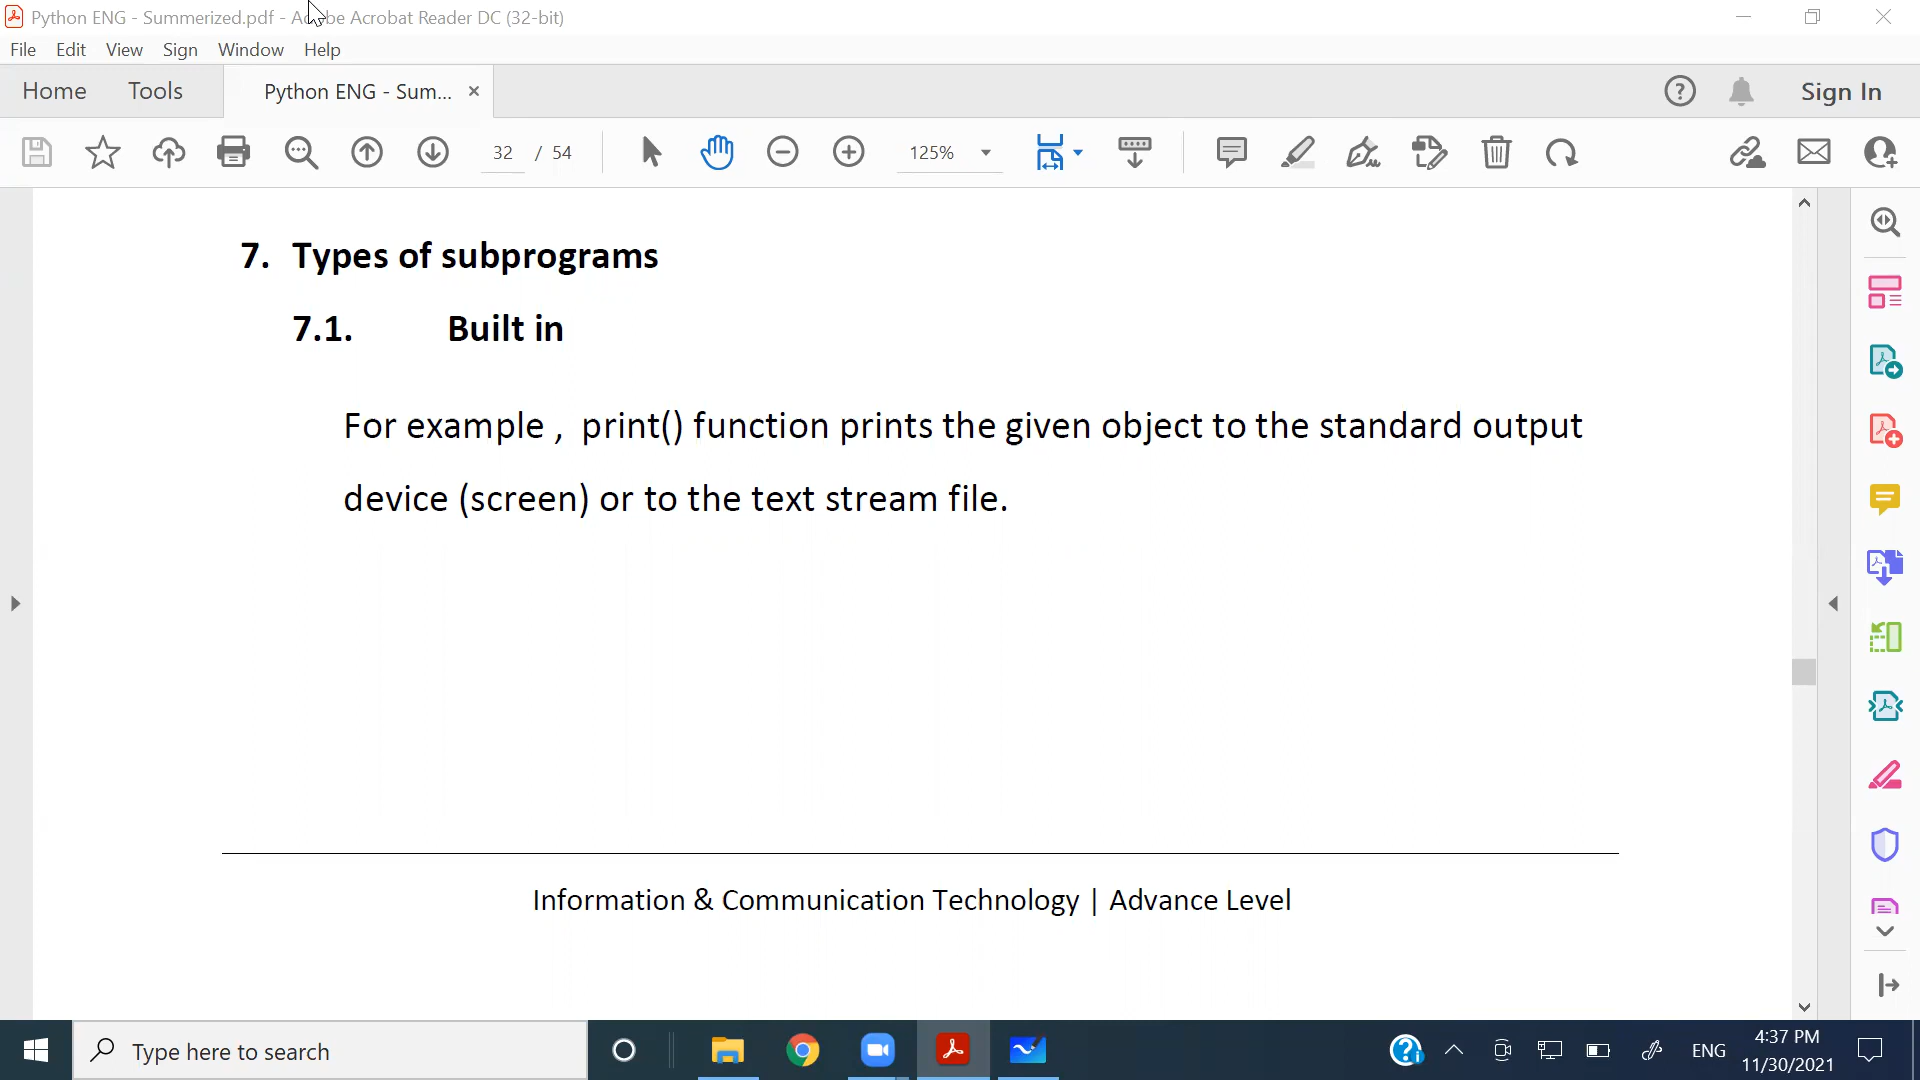 Python ENG - Summerized.pdf - Adobe Acrobat Reader DC (32-bit)
File Edit View Sign Window Help
Home Tools Python ENG - Sum... × Sign In
32 / 54 125%
7. Types of subprograms
7.1. Built in
For example , print() function prints the given object to the standard output
device (screen) or to the text stream file.
Information & Communication Technology | Advance Level
Type here to search
ENG
4:37 PM
11/30/2021